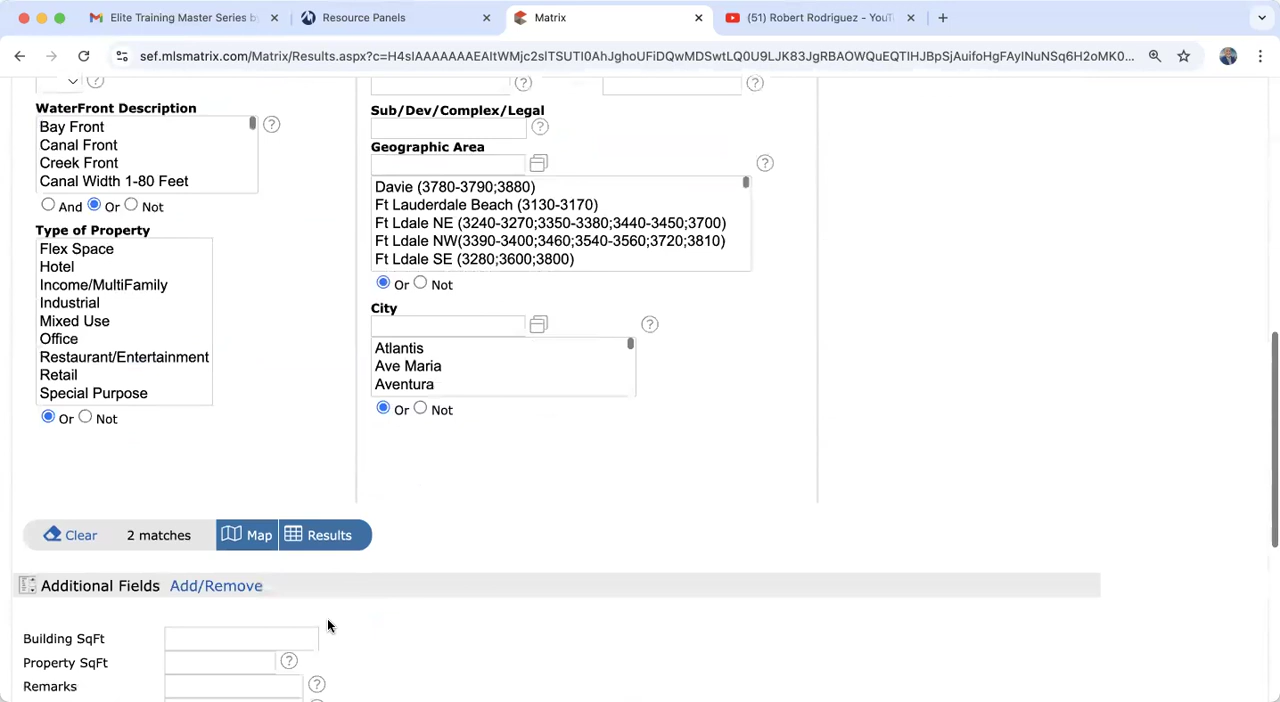 Elite Training Master Series b
Resource Panels
Matrix
(51) Robert Rodriguez - YouT
sef.mlsmatrix.com/Matrix/Results.aspx?c=H4sIAAAAAAAEAItWMjc2sITSUTI0AhJghoUFiDQwMDSwtLQ0U9LJK83JgRBAOWQuEQTIHJBpSjAuifoHgFAyINuNSq6H2oMK0...
WaterFront Description
Bay Front
Canal Front
Creek Front
Canal Width 1-80 Feet
And Or Not
Type of Property
Flex Space
Hotel
Income/MultiFamily
Industrial
Mixed Use
Office
Restaurant/Entertainment
Retail
Special Purpose
Or Not
Sub/Dev/Complex/Legal
Geographic Area
Davie (3780-3790;3880)
Ft Lauderdale Beach (3130-3170)
Ft Ldale NE (3240-3270;3350-3380;3440-3450;3700)
Ft Ldale NW(3390-3400;3460;3540-3560;3720;3810)
Ft Ldale SE (3280;3600;3800)
Or Not
City
Atlantis
Ave Maria
Aventura
Or Not
Clear 2 matches Map Results
Additional Fields Add/Remove
Building SqFt
Property SqFt
Remarks